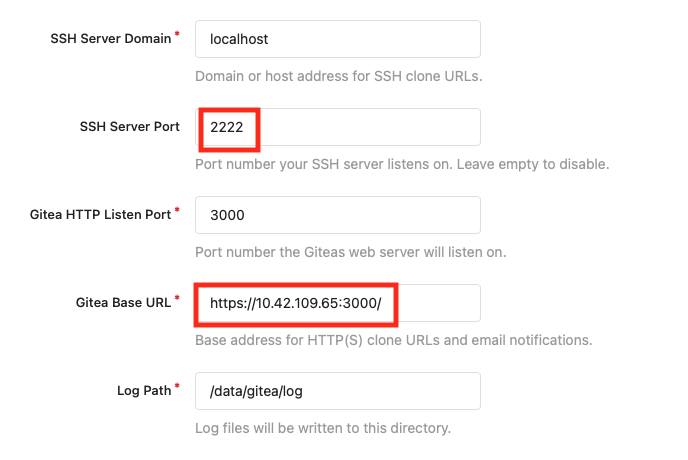 SSH Server Domain *
localhost
Domain or host address for SSH clone URLs.
SSH Server Port
2222
Port number your SSH server listens on. Leave empty to disable.
Gitea HTTP Listen Port *
3000
Port number the Giteas web server will listen on.
Gitea Base URL *
https://10.42.109.65:3000/
Base address for HTTP(S) clone URLs and email notifications.
Log Path *
/data/gitea/log
Log files will be written to this directory.